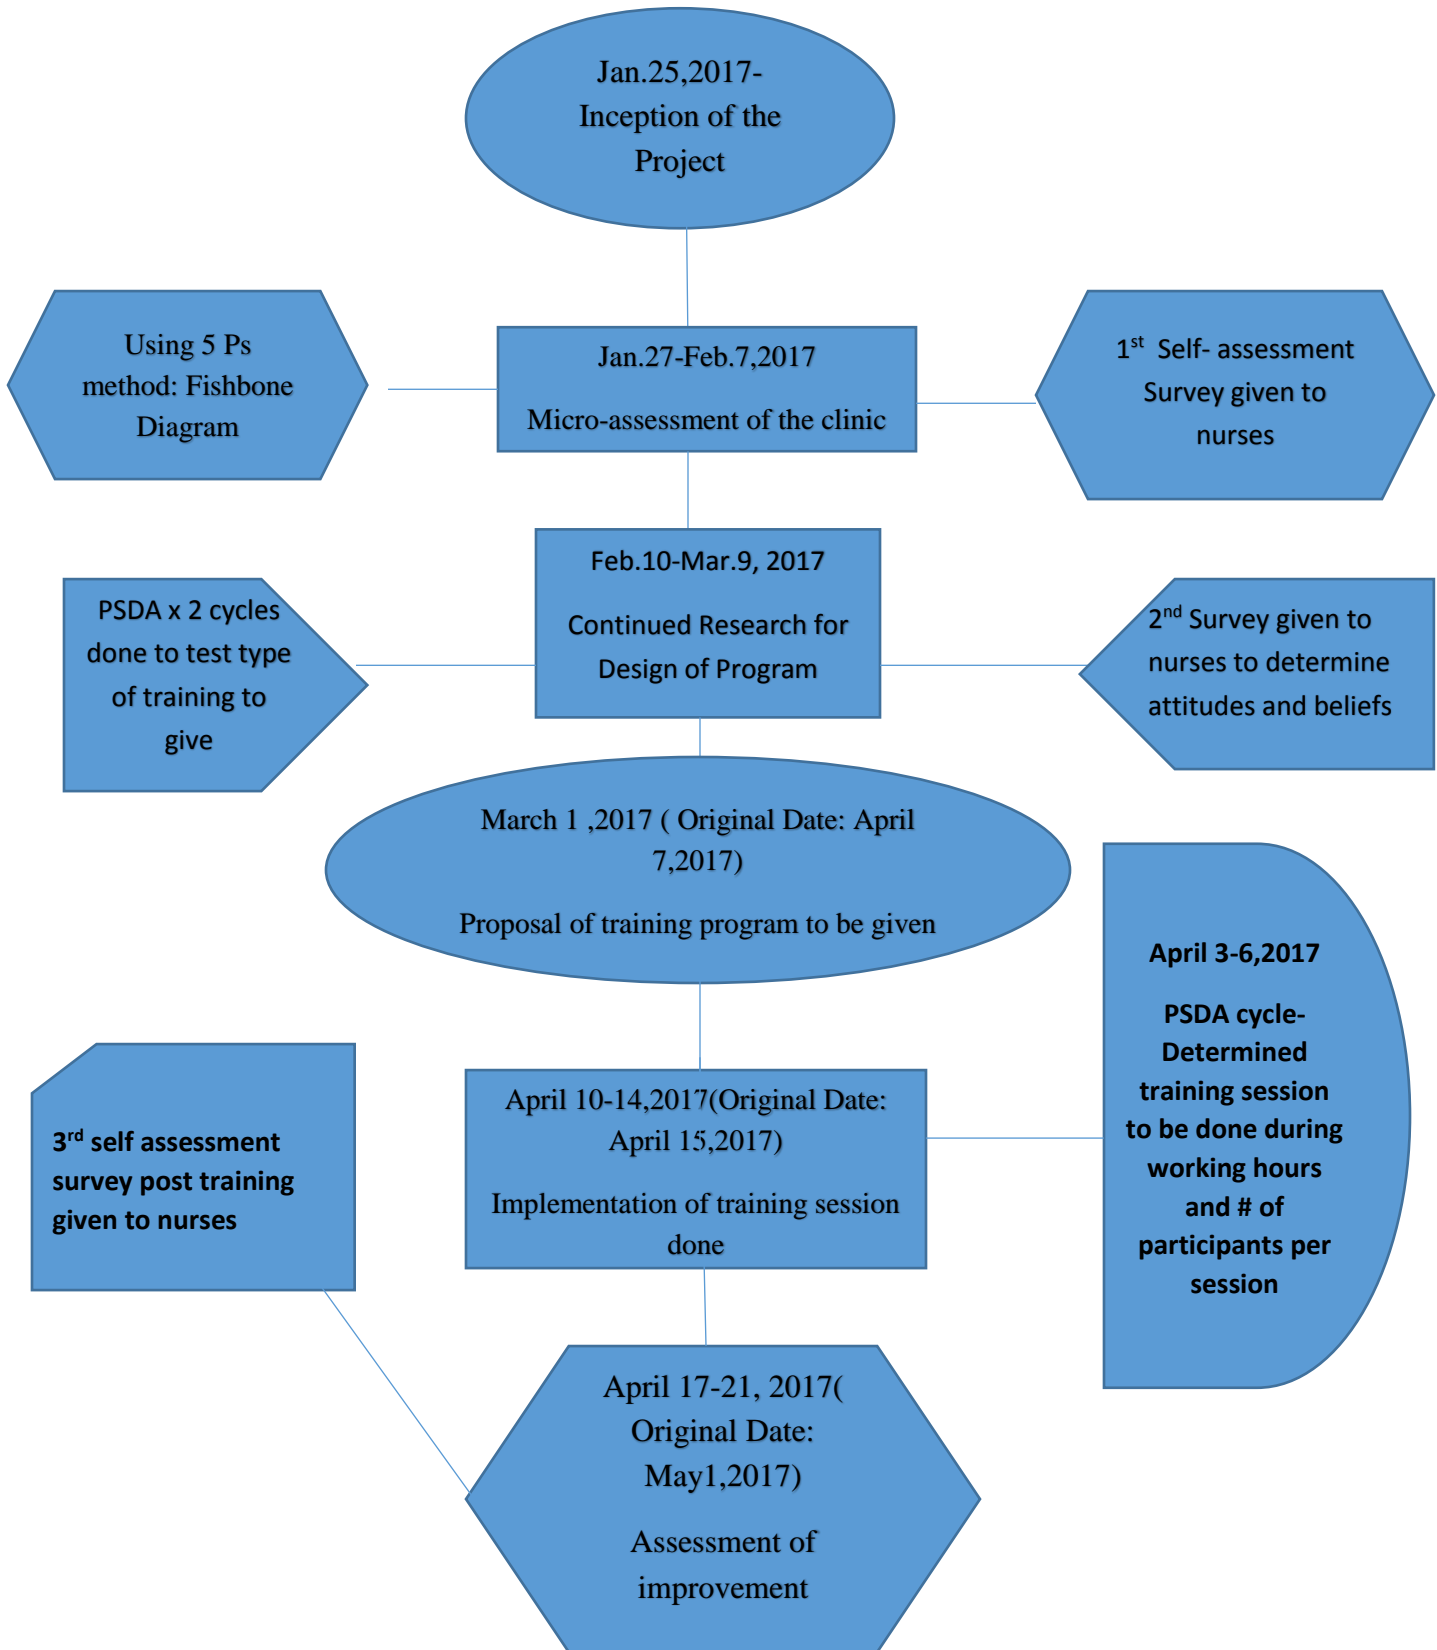 Jan.25,2017-
Inception of the
Project
Using 5 Ps
method: Fishbone
Diagram
Jan.27-Feb.7,2017
Micro-assessment of the clinic
1st Self- assessment
Survey given to
nurses
Feb.10-Mar.9, 2017
Continued Research for
Design of Program
PSDA x 2 cycles
done to test type
of training to
give
2nd Survey given to
nurses to determine
attitudes and beliefs
March 1 ,2017 ( Original Date: April
7,2017)
Proposal of training program to be given
April 3-6,2017
PSDA cycle-
Determined
training session
to be done during
working hours
and # of
participants per
session
April 10-14,2017(Original Date:
April 15,2017)
Implementation of training session
done
3rd self assessment
survey post training
given to nurses
April 17-21, 2017(
Original Date:
May1,2017)
Assessment of
improvement